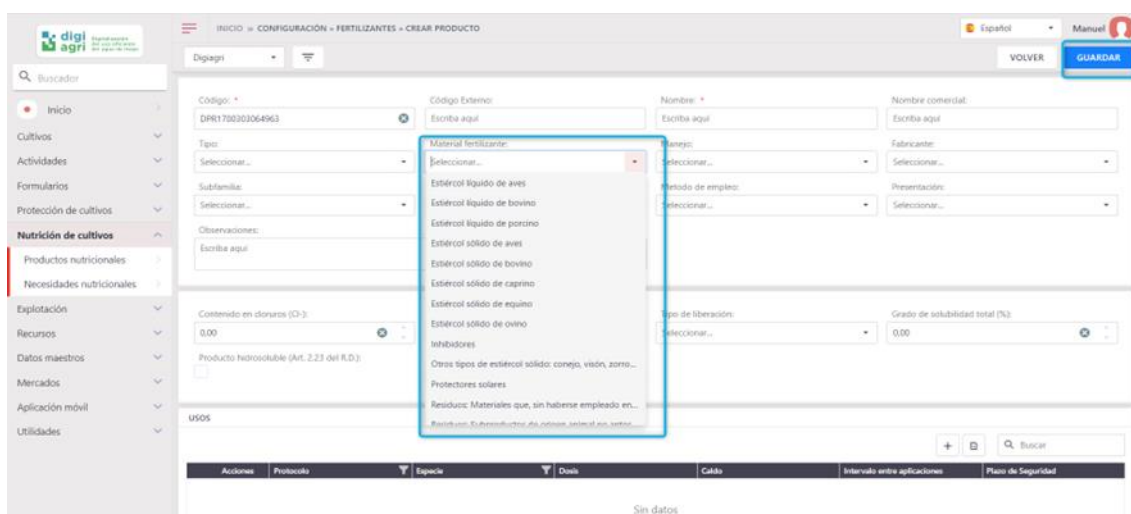 digi
agri
INICIO » CONFIGURACIÓN » FERTILIZANTES » CREAR PRODUCTO
Español
Manuel
Digiagri
VOLVER
GUARDAR
Buscador
Inicio
Cultivos
Actividades
Formularios
Protección de cultivos
Nutrición de cultivos
Productos nutricionales
Necesidades nutricionales
Explotación
Recursos
Datos maestros
Mercados
Aplicación móvil
Utilidades
Código: *
DPR1700303064963
Código Externo:
Escriba aquí
Nombre: *
Escriba aquí
Nombre comercial:
Escriba aquí
Tipo:
Seleccionar...
Material fertilizante:
Seleccionar...
Manejo:
Seleccionar...
Fabricante:
Seleccionar...
Subfamilia:
Seleccionar...
Método de empleo:
Seleccionar...
Presentación:
Seleccionar...
Observaciones:
Escriba aquí
Estiércol líquido de aves
Estiércol líquido de bovino
Estiércol líquido de porcino
Estiércol sólido de aves
Estiércol sólido de bovino
Estiércol sólido de caprino
Estiércol sólido de equino
Estiércol sólido de ovino
Inhibidores
Otros tipos de estiércol sólido: conejo, visón, zorro...
Protectores solares
Residuos: Materiales que, sin haberse empleado en...
Residuos: Subproductos de origen animal no aptos
Contenido en cloruros (Cl-):
0,00
Tipo de liberación:
Seleccionar...
Grado de solubilidad total (%):
0,00
Producto hidrosoluble (Art. 2.23 del R.D.):
USOS
Buscar
Acciones Protocolo Especie Dosis Caldo Intervalo entre aplicaciones Plazo de Seguridad
Sin datos